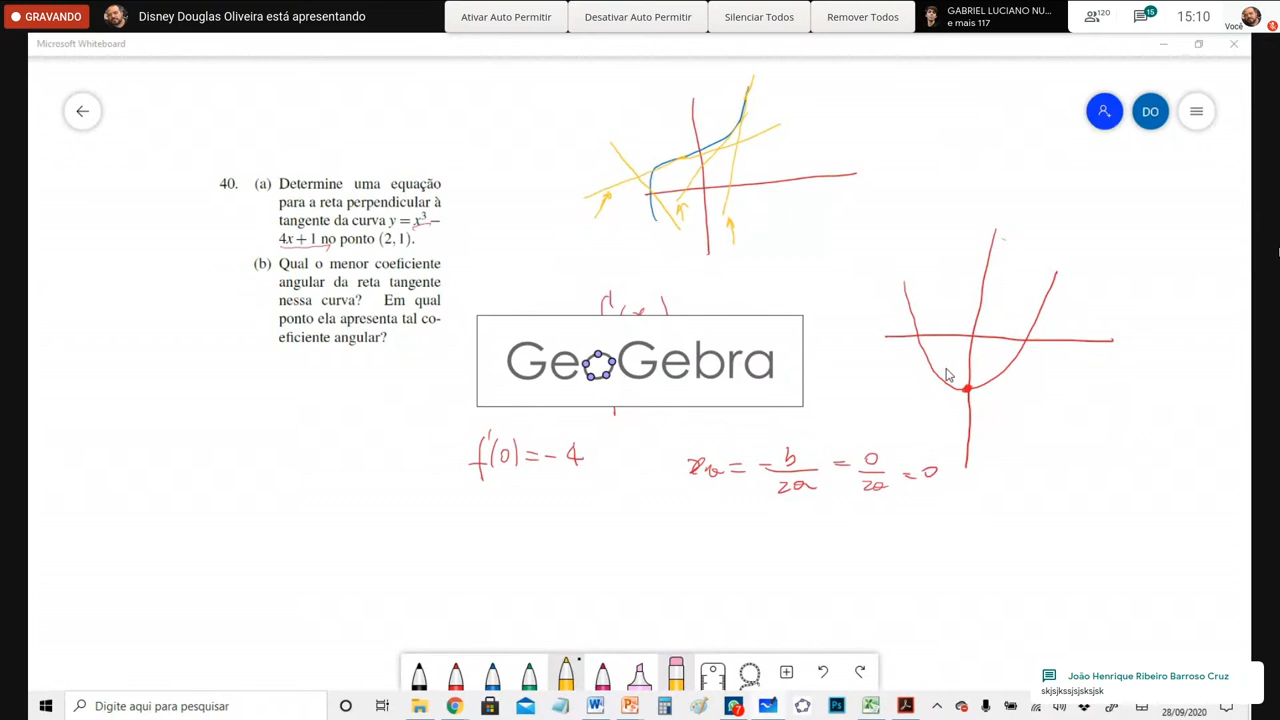 GRAVANDO
Disney Douglas Oliveira está apresentando
Ativar Auto Permitir
Desativar Auto Permitir
Silenciar Todos
Remover Todos
GABRIEL LUCIANO NU...
e mais 117
120
15
15:10
Você
Microsoft Whiteboard
DO
40. (a) Determine uma equação
para a reta perpendicular à
tangente da curva y = x³ −
4x + 1 no ponto (2, 1).
(b) Qual o menor coeficiente
angular da reta tangente
nessa curva? Em qual
ponto ela apresenta tal co-
eficiente angular?
GeoGebra
f'(0) = - 4
xv = - b/2a = 0/2a = 0
João Henrique Ribeiro Barroso Cruz
skjsjkssjsjsksjsk
Digite aqui para pesquisar
28/09/2020